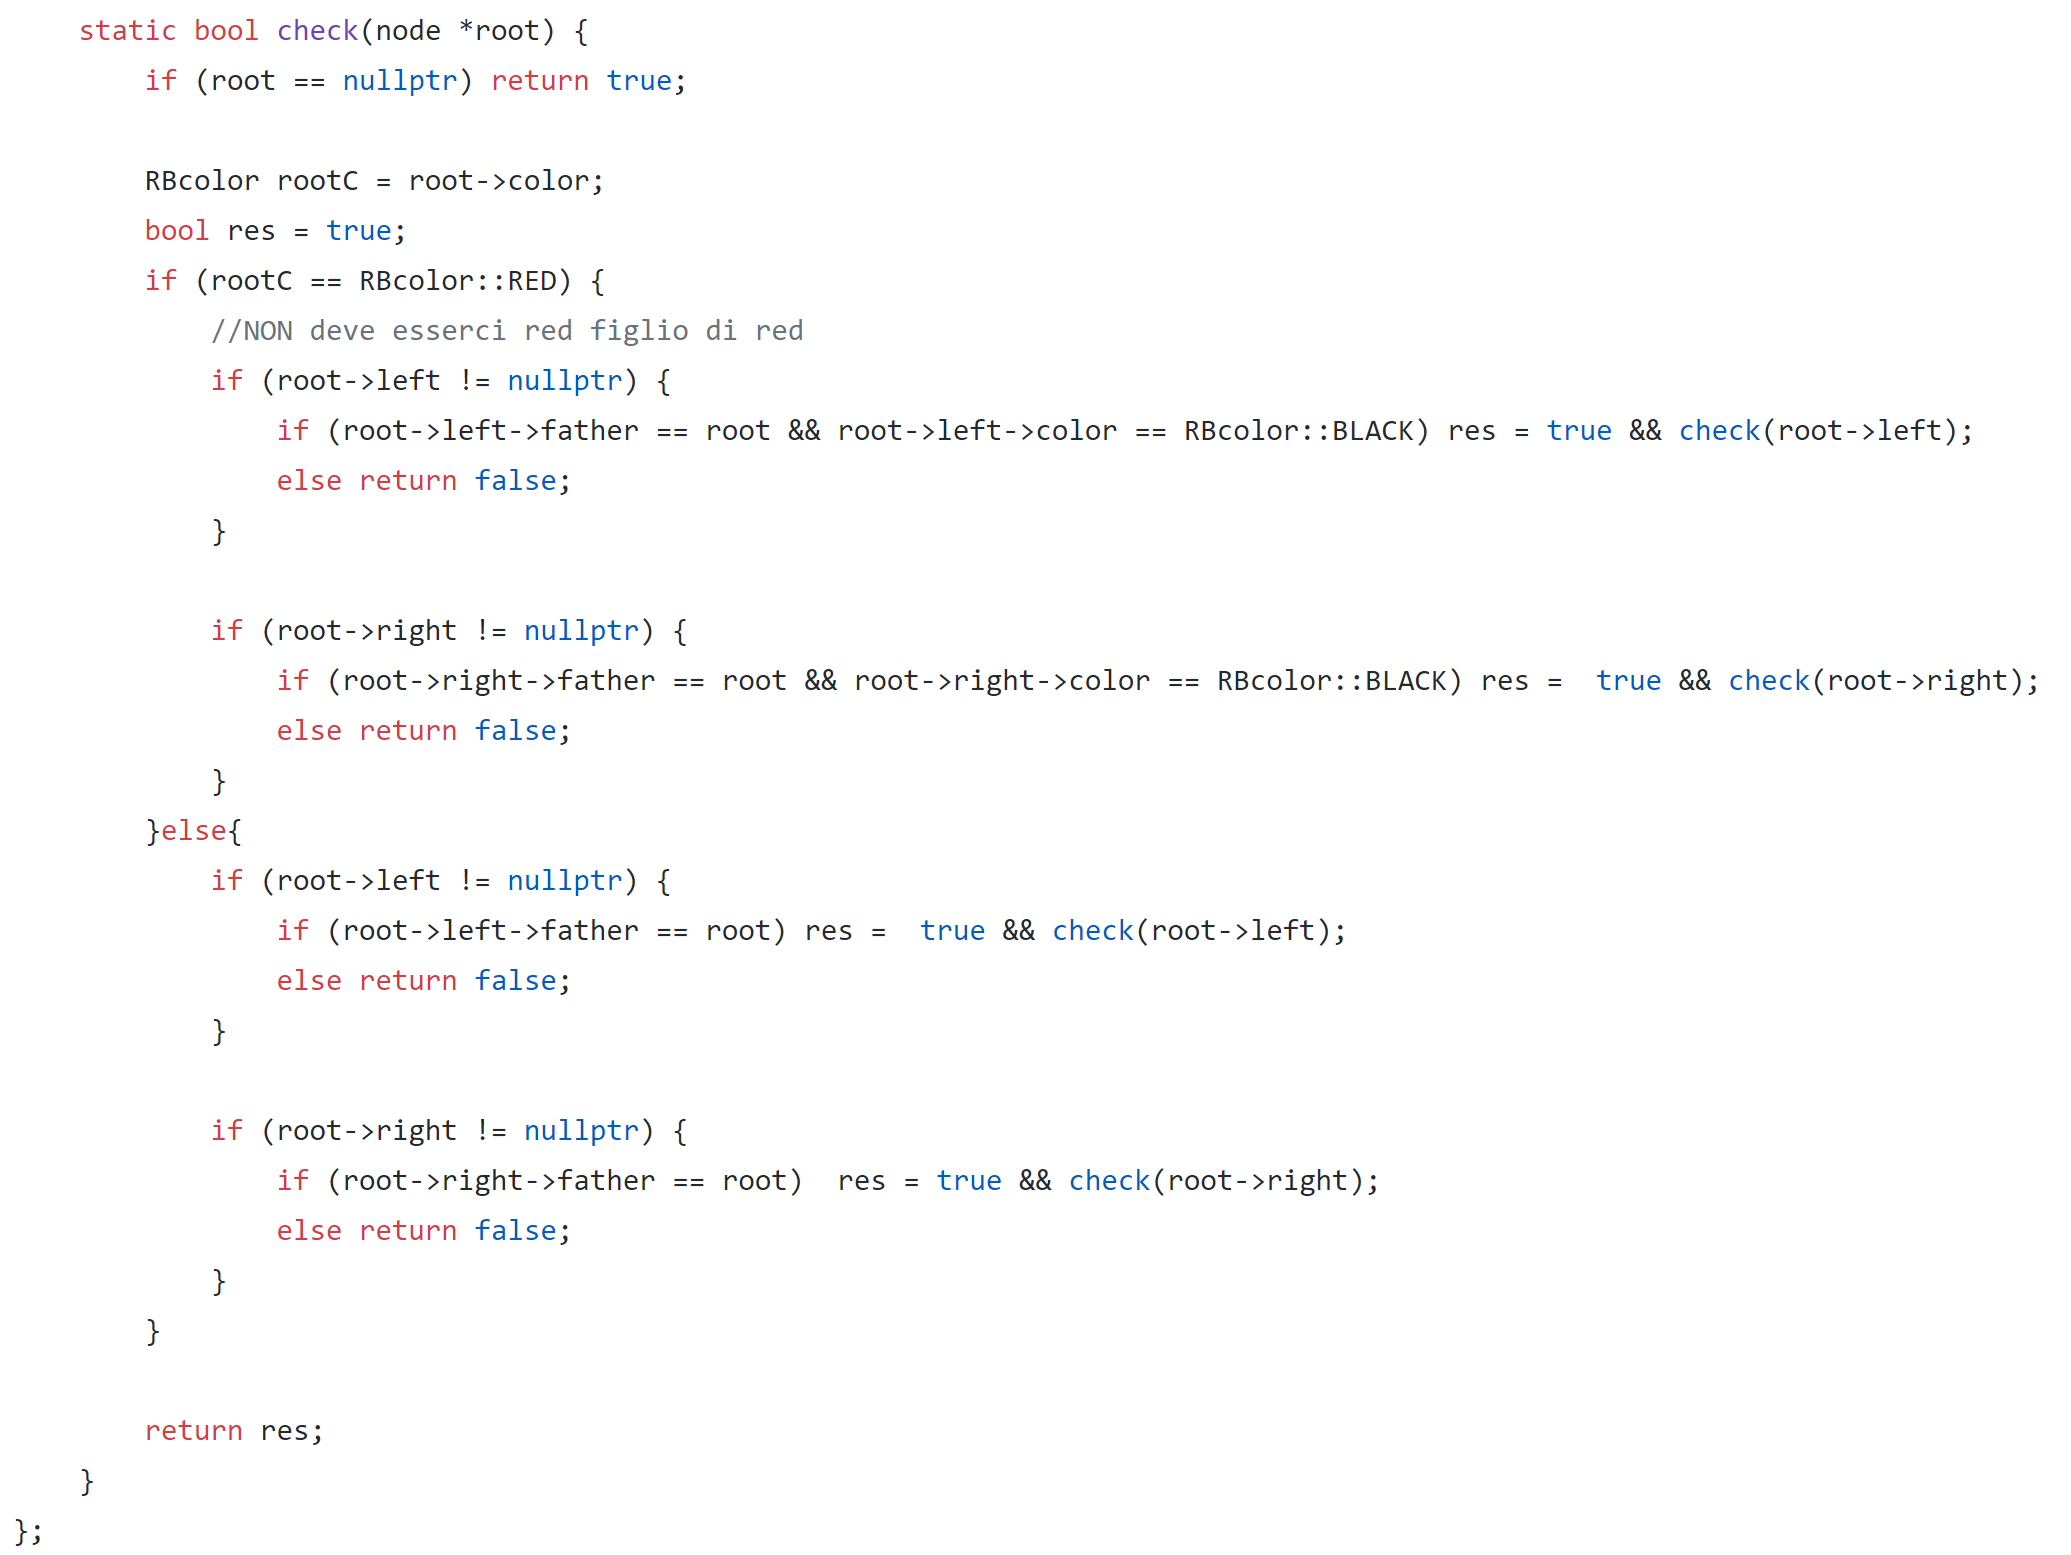 static bool check(node *root) {
if (root == nullptr) return true;
RBcolor rootC = root->color;
bool res = true;
if (rootC == RBcolor::RED) {
//NON deve esserci red figlio di red
if (root->left != nullptr) {
if (root->left->father == root && root->left->color == RBcolor::BLACK) res = true && check(root->left);
else return false;
}
if (root->right != nullptr) {
if (root->right->father == root && root->right->color == RBcolor::BLACK) res =  true && check(root->right);
else return false;
}
}else{
if (root->left != nullptr) {
if (root->left->father == root) res =  true && check(root->left);
else return false;
}
if (root->right != nullptr) {
if (root->right->father == root)  res = true && check(root->right);
else return false;
}
}
return res;
}
};